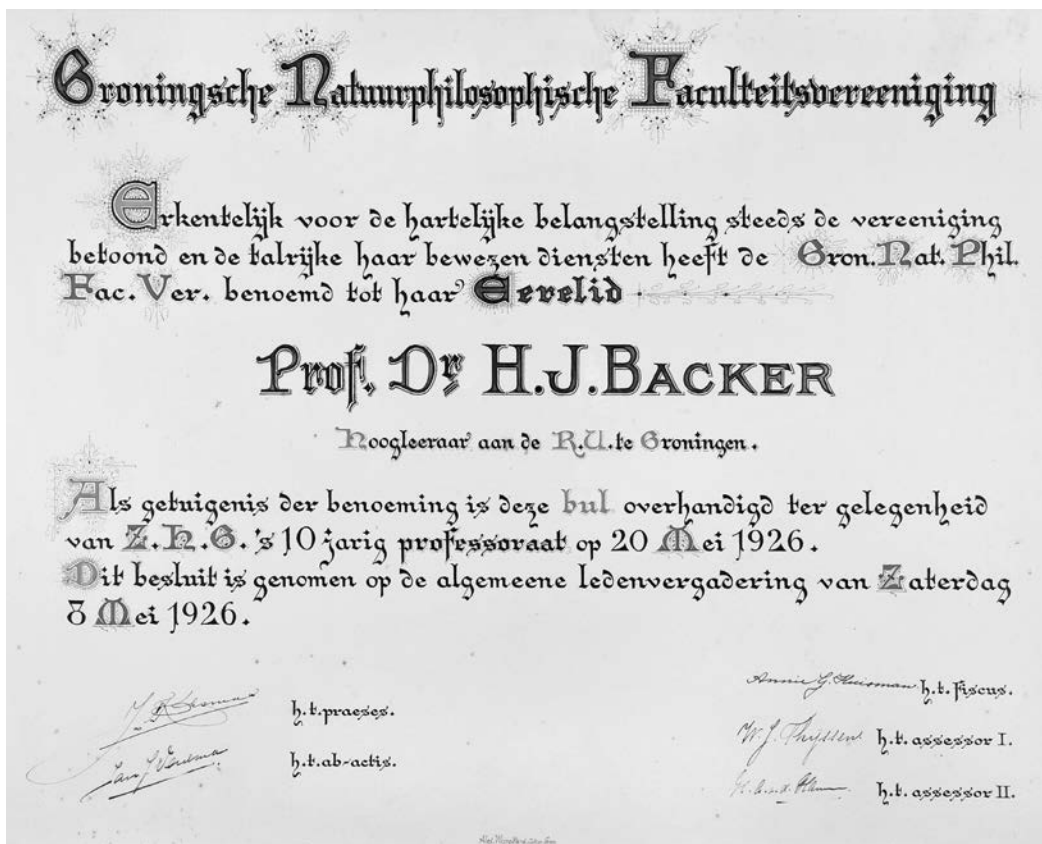 Groningsche Natuurphilosophische Faculteitsvereeniging
Erkentelijk voor de hartelijke belangstelling steeds de vereeniging
betoond en de talrijke haar bewezen diensten heeft de Gron. Nat. Phil.
Fac. Ver. benoemd tot haar Eerelid
Prof. Dr H.J. BACKER
Hoogleeraar aan de R.U. te Groningen.
Als getuigenis der benoeming is deze bul overhandigd ter gelegenheid
van Z.H.G.'s 10 jarig professoraat op 20 Mei 1926.
Dit besluit is genomen op de algemeene ledenvergadering van Zaterdag
8 Mei 1926.
Annie G. Huisman h.t. fiscus.
h.t. praeses.
W. J. Thijssen h.t. assessor I.
h.t. ab-actis.
h.t. assessor II.